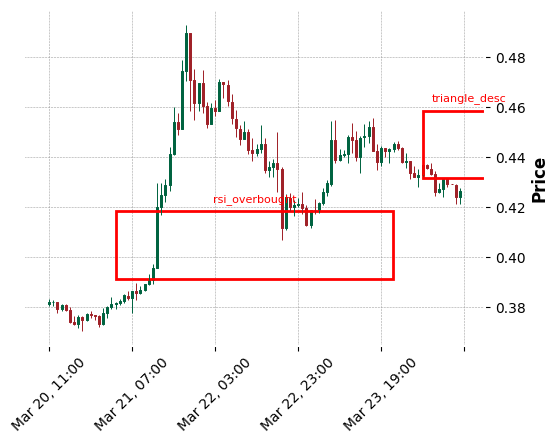 0.48
triangle_desc
0.46
0.44
Price
rsi_overbought
0.42
0.40
0.38
Mar 20, 11:00
Mar 21, 07:00
Mar 22, 03:00
Mar 22, 23:00
Mar 23, 19:00